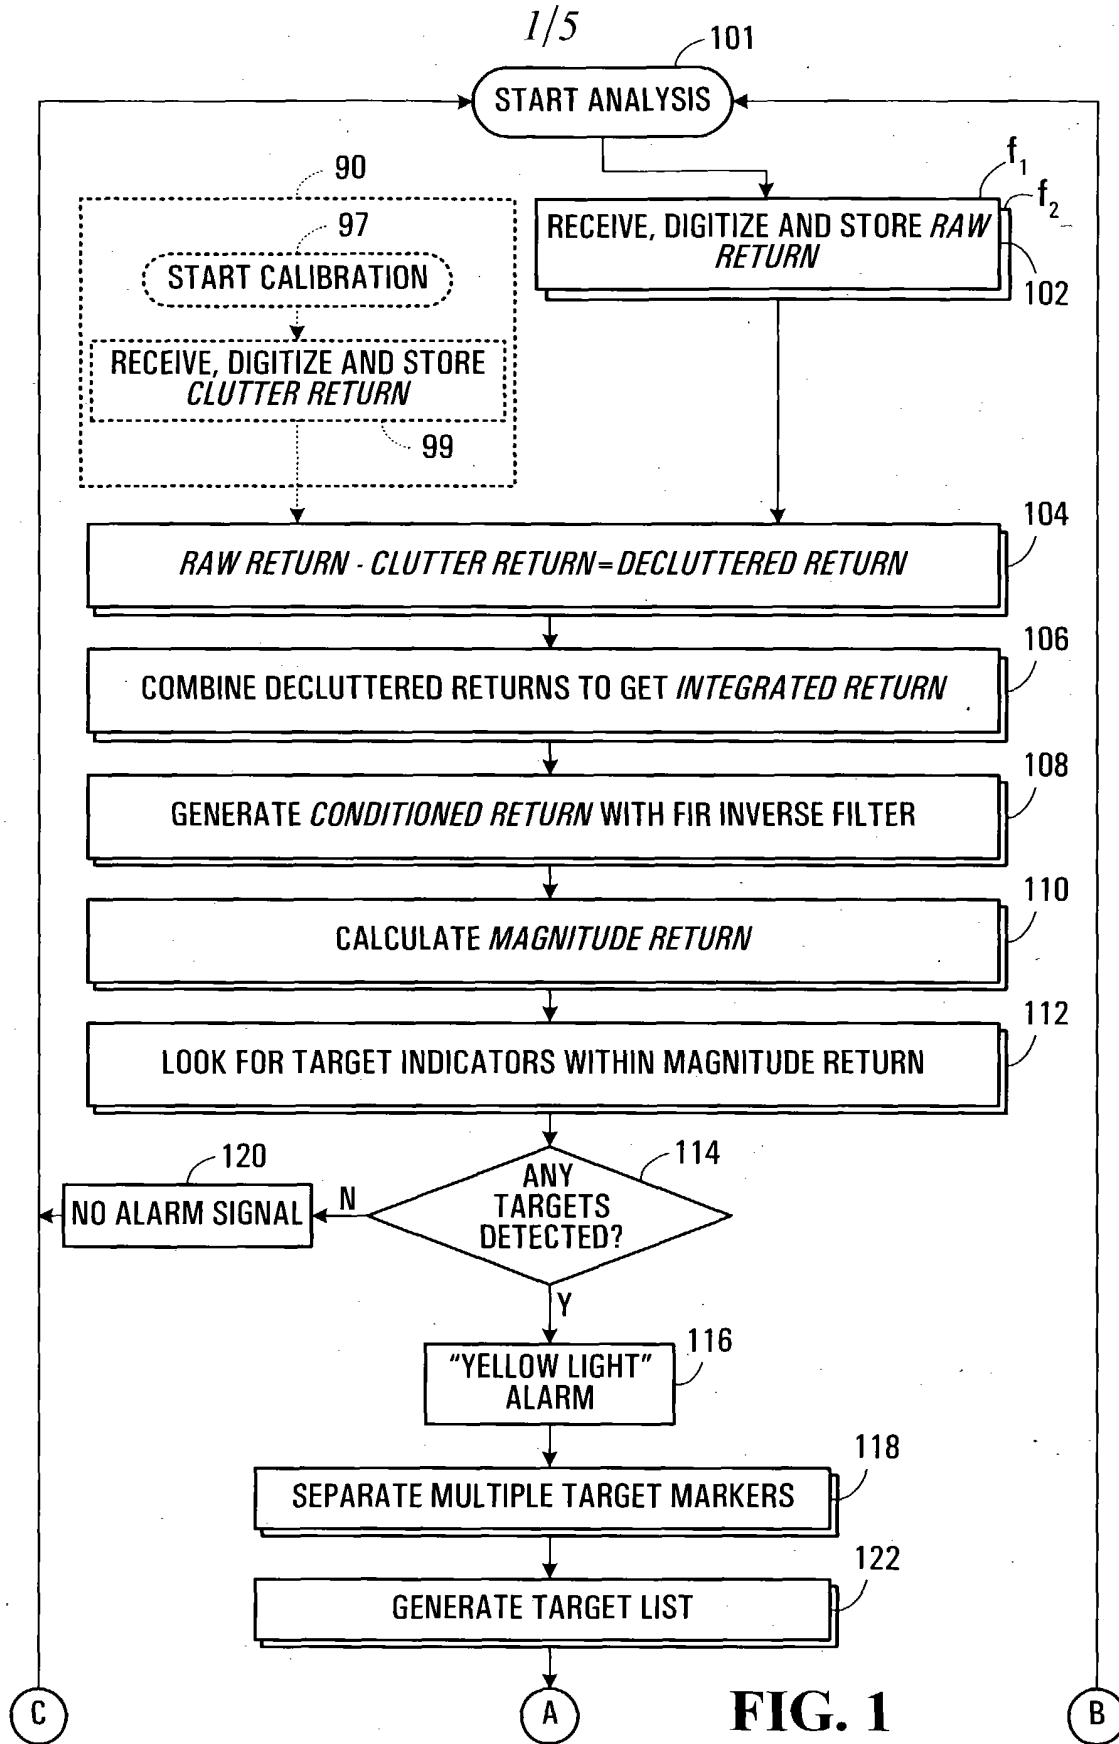 1/5
101
START ANALYSIS
90
97
START CALIBRATION
RECEIVE, DIGITIZE AND STORE
CLUTTER RETURN
99
f1
f2
RECEIVE, DIGITIZE AND STORE RAW
RETURN
102
104
RAW RETURN - CLUTTER RETURN=DECLUTTERED RETURN
106
COMBINE DECLUTTERED RETURNS TO GET INTEGRATED RETURN
108
GENERATE CONDITIONED RETURN WITH FIR INVERSE FILTER
110
CALCULATE MAGNITUDE RETURN
112
LOOK FOR TARGET INDICATORS WITHIN MAGNITUDE RETURN
114
ANY
TARGETS
DETECTED?
N
120
NO ALARM SIGNAL
Y
116
"YELLOW LIGHT"
ALARM
118
SEPARATE MULTIPLE TARGET MARKERS
122
GENERATE TARGET LIST
C
A
FIG. 1
B